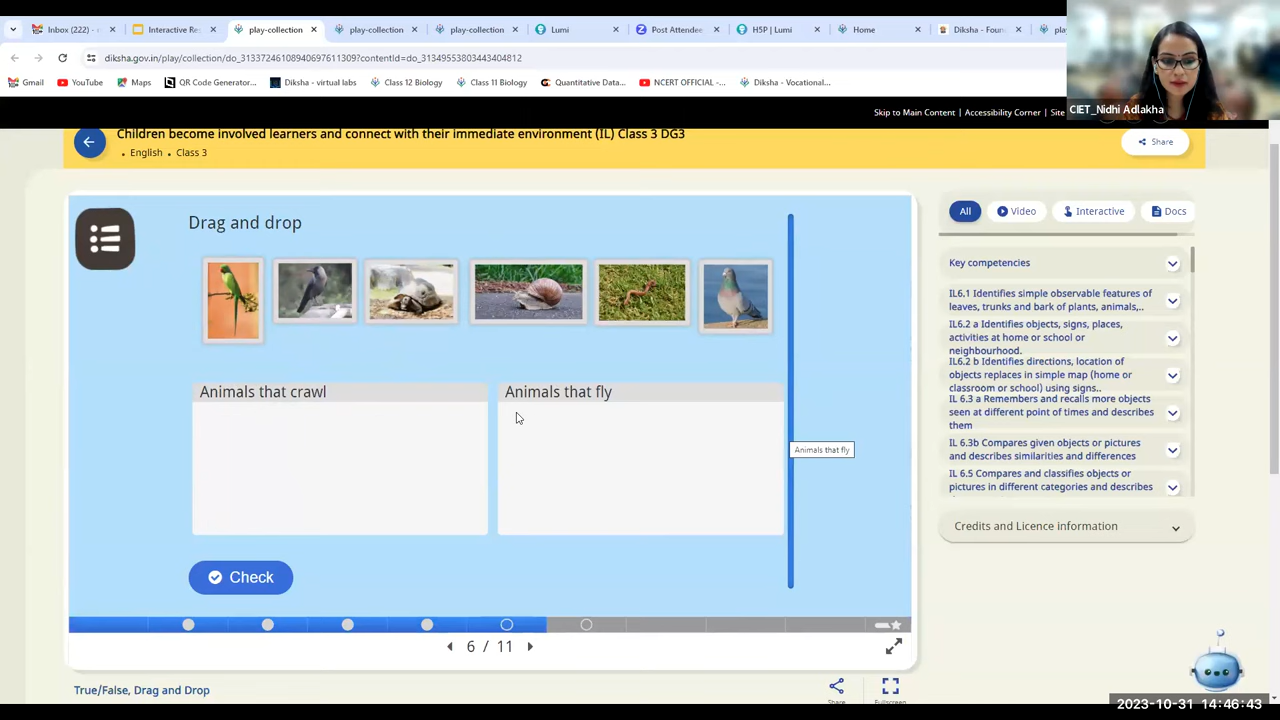 Inbox (222) -
Interactive Res
play-collection
play-collection
play-collection
Lumi
Post Attendee
H5P | Lumi
Home
Diksha - Foun
diksha.gov.in/play/collection/do_31337246108940697611309?contentId=do_31349553803443404812
Gmail
YouTube
Maps
QR Code Generator...
Diksha - virtual labs
Class 12 Biology
Class 11 Biology
Quantitative Data...
NCERT OFFICIAL -...
Diksha - Vocational...
CIET_Nidhi Adlakha
Skip to Main Content | Accessibility Corner | Site
Children become involved learners and connect with their immediate environment (IL) Class 3 DG3
• English • Class 3
Share
Drag and drop
All
Video
Interactive
Docs
Key competencies
IL6.1 Identifies simple observable features of
leaves, trunks and bark of plants, animals,..
IL6.2 a Identifies objects, signs, places,
activities at home or school or
neighbourhood.
IL6.2 b Identifies directions, location of
objects replaces in simple map (home or
classroom or school) using signs..
IL 6.3 a Remembers and recalls more objects
seen at different point of times and describes
them
IL 6.3b Compares given objects or pictures
and describes similarities and differences
IL 6.5 Compares and classifies objects or
pictures in different categories and describes
Animals that crawl
Animals that fly
Animals that fly
Credits and Licence information
Check
6 / 11
True/False, Drag and Drop
Share
2023-10-31 14:46:43